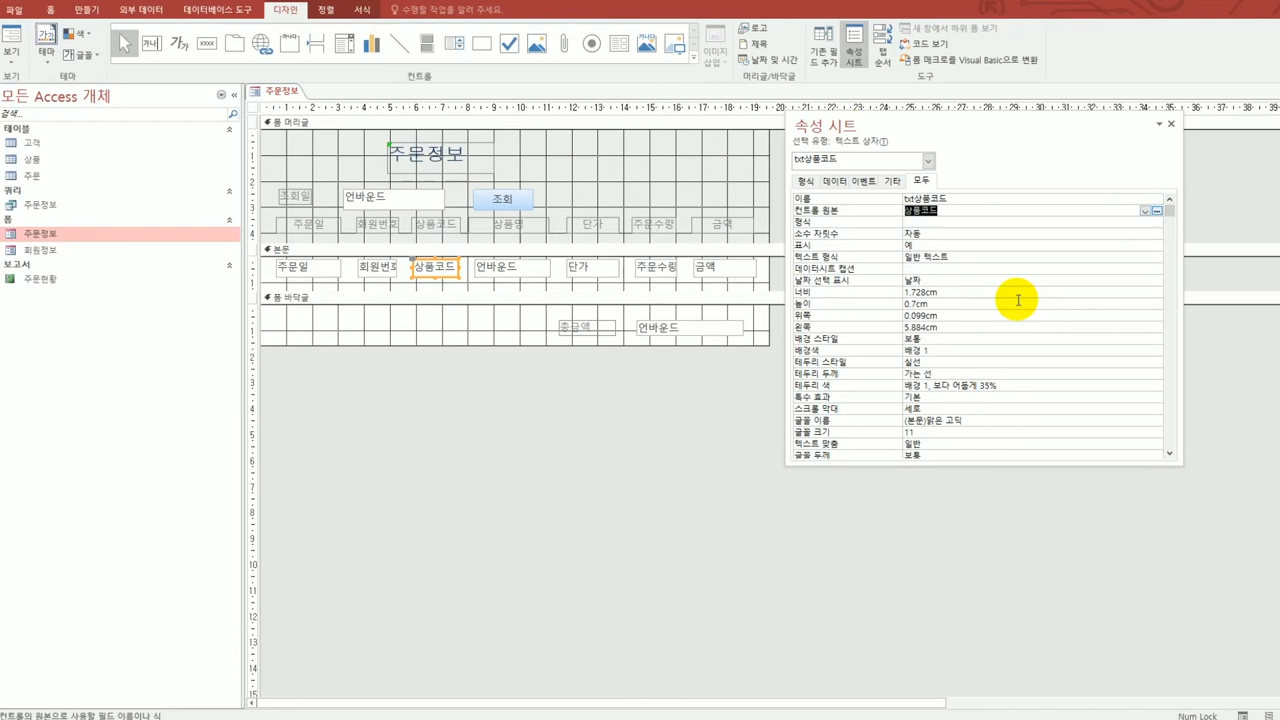 파일 홈 만들기 외부 데이터 데이터베이스 도구 디자인 정렬 서식 수행할 작업을 알려 주세요.
보기
보기
가가 테마
색
가 글꼴
테마
가나
가가
xxxx
컨트롤
이미지 삽입
로고
제목
날짜 및 시간
머리글/바닥글
기존 필드 추가
속성 시트
탭 순서
새 창에서 하위 폼 보기
코드 보기
폼 매크로를 Visual Basic으로 변환
도구
모든 Access 개체
검색...
테이블
고객
상품
주문
쿼리
주문정보
폼
주문정보
회원정보
보고서
주문현황
주문정보
폼 머리글
주문정보
조회일 언바운드 조회
주문일 회원번호 상품코드 상품명 단가 주문수량 금액
본문
주문일 회원번호 상품코드 언바운드 단가 주문수량 금액
폼 바닥글
총금액 언바운드
속성 시트
선택 유형: 텍스트 상자(T)
txt상품코드
형식 데이터 이벤트 기타 모두
이름 txt상품코드
컨트롤 원본 상품코드
형식
소수 자릿수 자동
표시 예
텍스트 형식 일반 텍스트
데이터시트 캡션
날짜 선택 표시 날짜
너비 1.728cm
높이 0.7cm
위쪽 0.099cm
왼쪽 5.884cm
배경 스타일 보통
배경색 배경 1
테두리 스타일 실선
테두리 두께 가는 선
테두리 색 배경 1, 보다 어둡게 35%
특수 효과 기본
스크롤 막대 세로
글꼴 이름 (본문)맑은 고딕
글꼴 크기 11
텍스트 맞춤 일반
글꼴 두께 보통
컨트롤의 원본으로 사용할 필드 이름이나 식
Num Lock